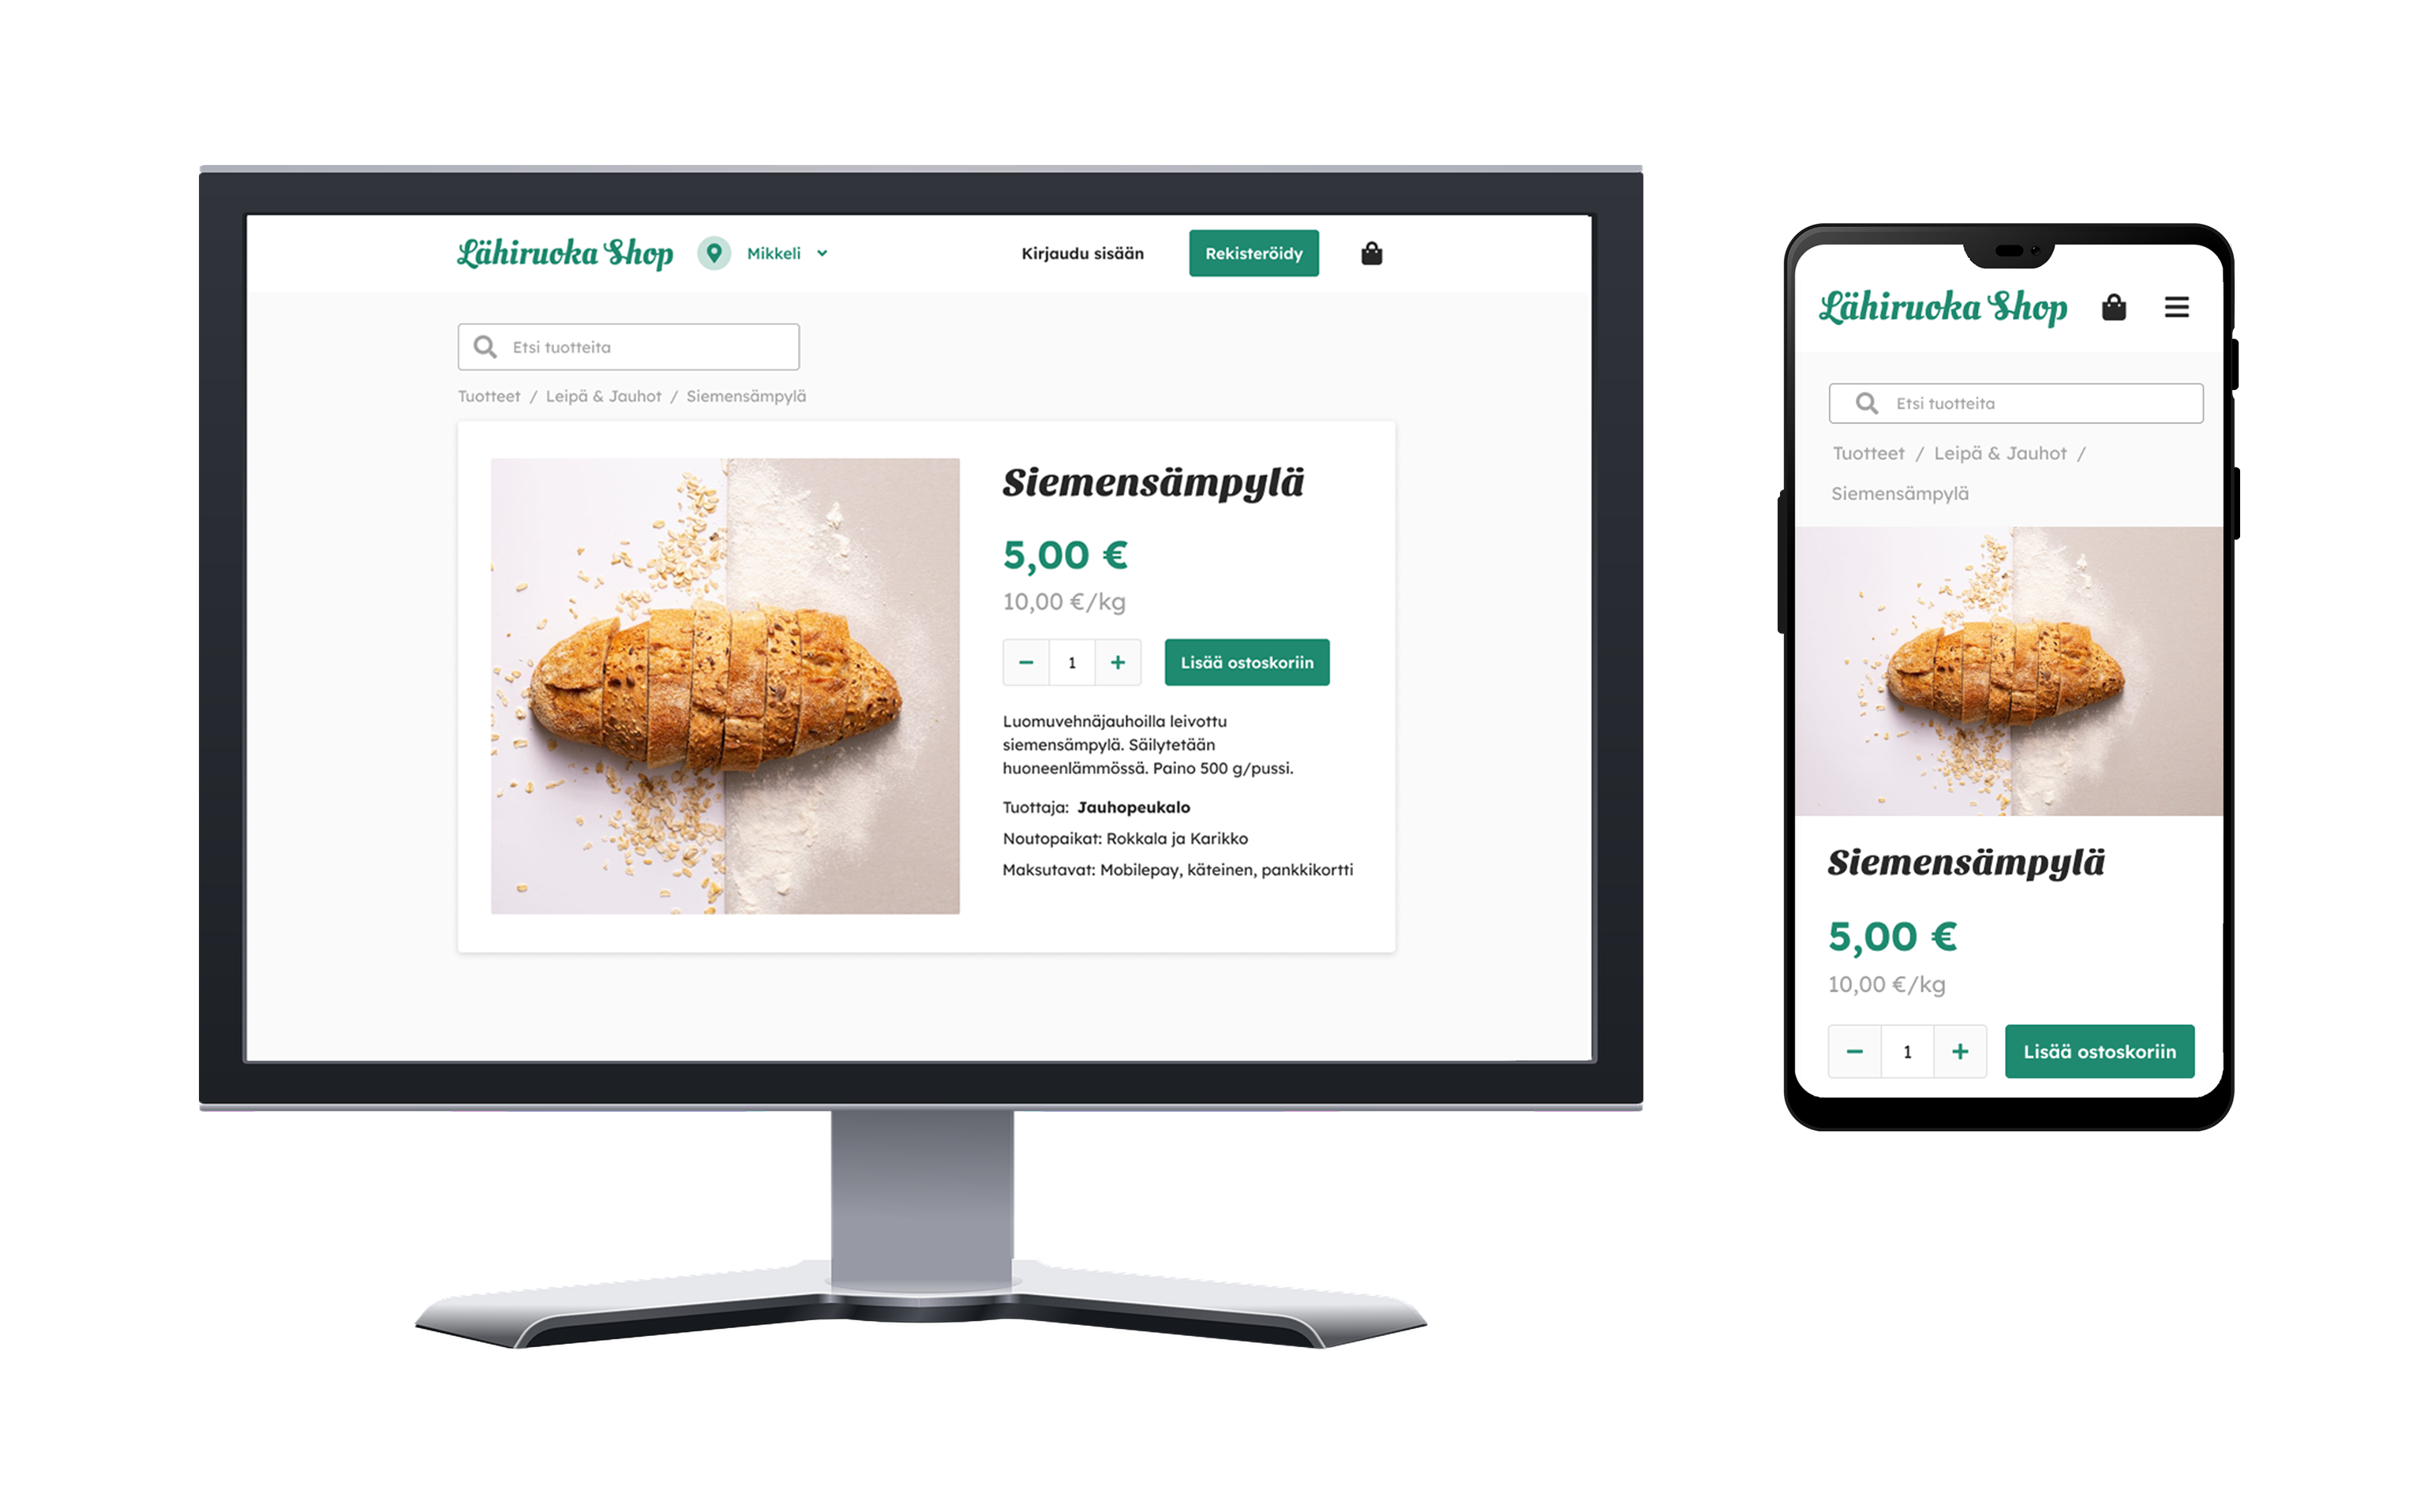 Lähiruoka Shop Mikkeli Kirjaudu sisään Rekisteröidy
Etsi tuotteita
Tuotteet / Leipä & Jauhot / Siemensämpylä
Siemensämpylä
5,00 €
10,00 €/kg
− 1 + Lisää ostoskoriin
Luomuvehnäjauhoilla leivottu
siemensämpylä. Säilytetään
huoneenlämmössä. Paino 500 g/pussi.
Tuottaja: Jauhopeukalo
Noutopaikat: Rokkala ja Karikko
Maksutavat: Mobilepay, käteinen, pankkikortti
Lähiruoka Shop
Etsi tuotteita
Tuotteet / Leipä & Jauhot /
Siemensämpylä
Siemensämpylä
5,00 €
10,00 €/kg
− 1 + Lisää ostoskoriin